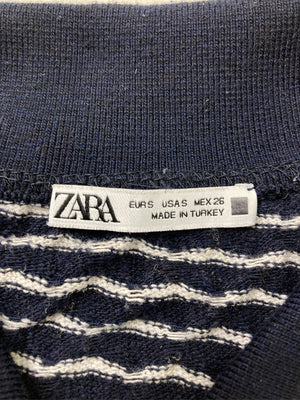 ZARA
EUR S USA S MEX 26
MADE IN TURKEY